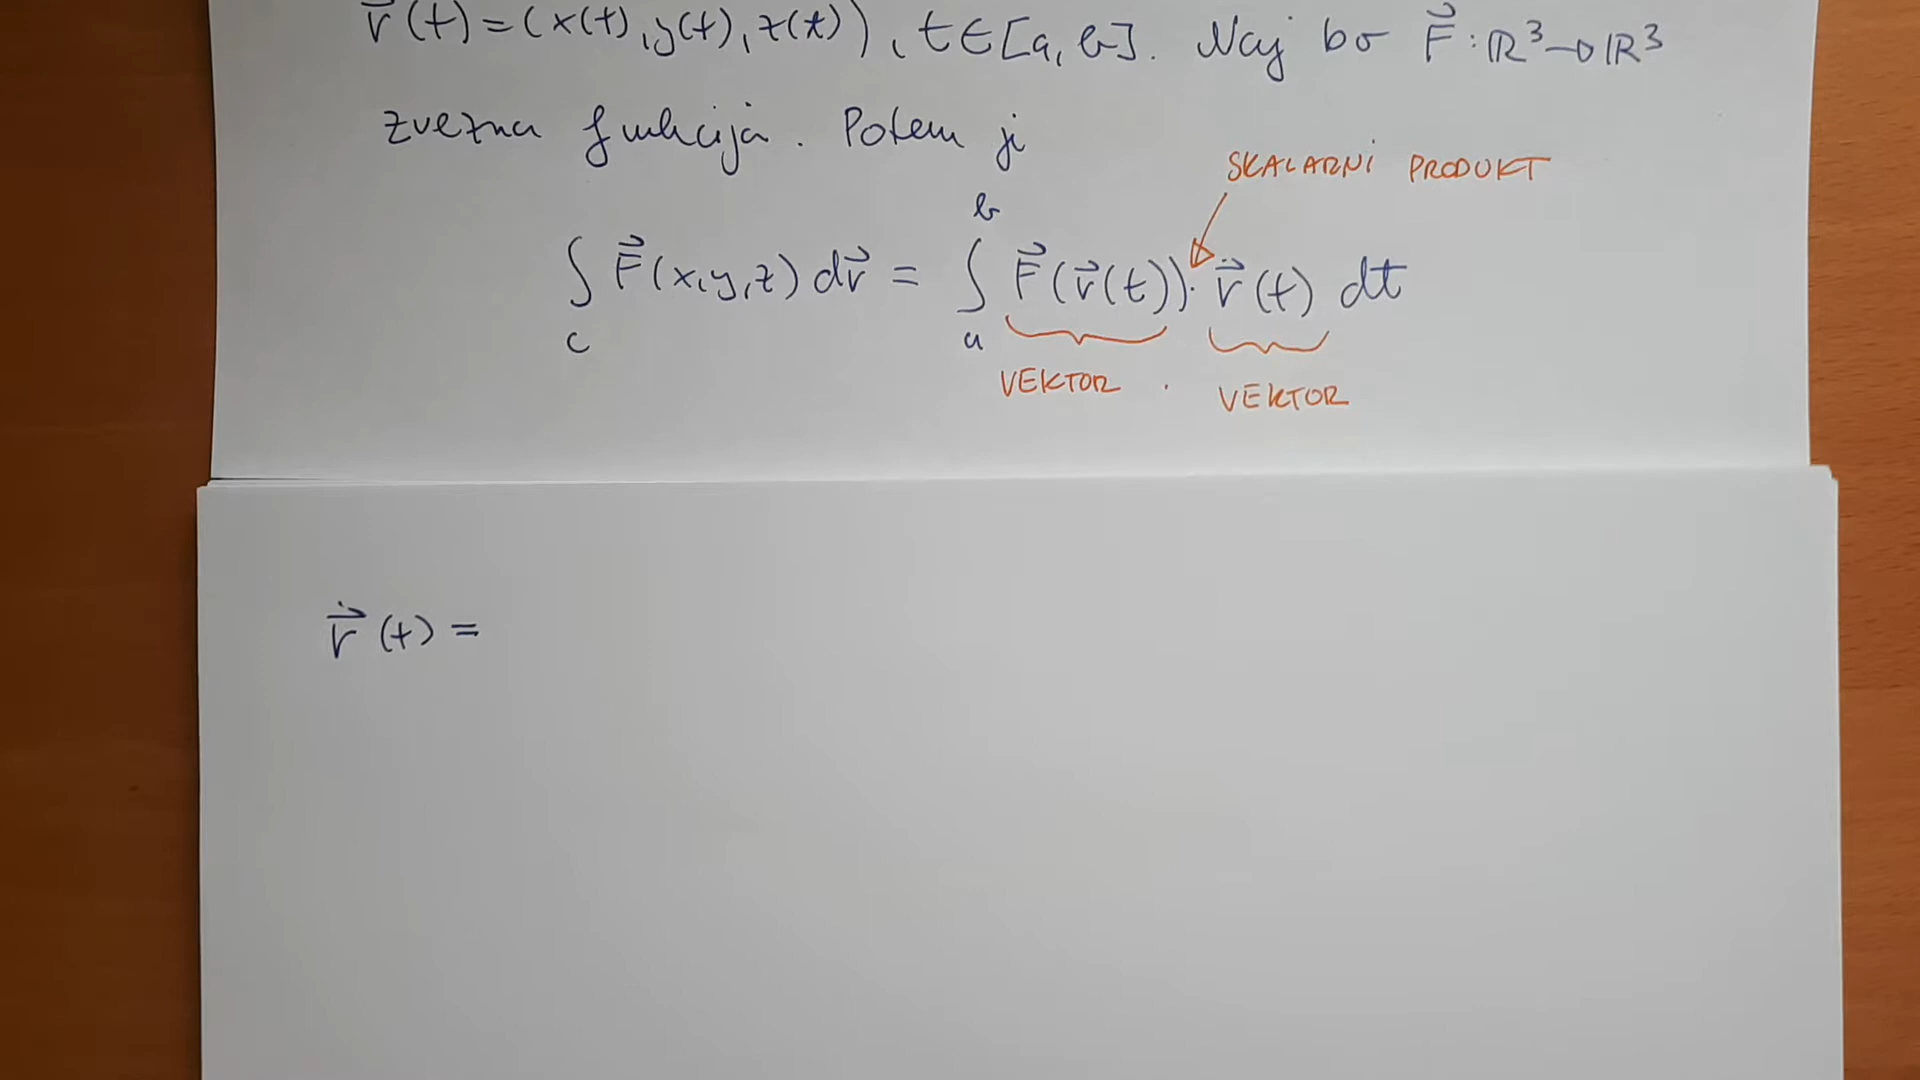 r⃗(t)=(x(t),y(t),z(t)), t∈[a,b]. Naj bo F⃗:ℝ³→ℝ³
zvezna funkcija. Potem je
SKALARNI PRODUKT
∫_C F⃗(x,y,z) dr⃗ = ∫_a^b F⃗(r⃗(t))·r⃗̇(t) dt
VEKTOR · VEKTOR
r⃗̇(t)=